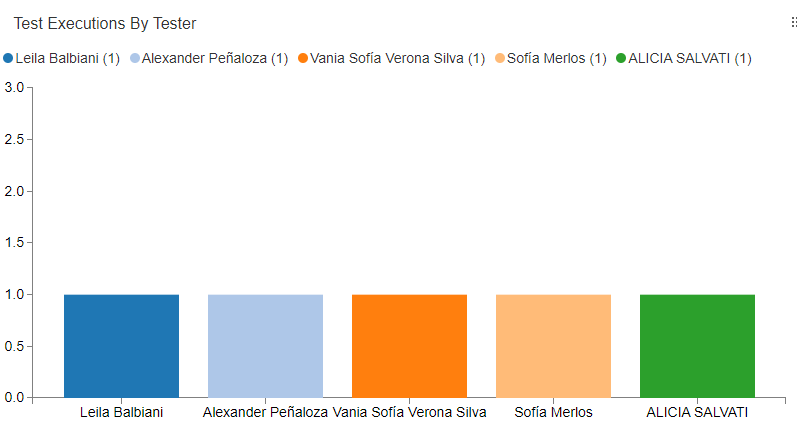 Test Executions By Tester
Leila Balbiani (1) Alexander Peñaloza (1) Vania Sofía Verona Silva (1) Sofía Merlos (1) ALICIA SALVATI (1)
3.0
2.5
2.0
1.5
1.0
0.5
0.0
Leila Balbiani Alexander Peñaloza Vania Sofía Verona Silva Sofía Merlos ALICIA SALVATI